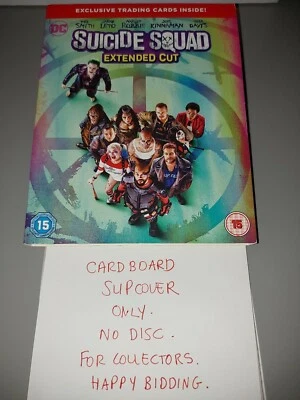 EXCLUSIVE TRADING CARDS INSIDE!
DC
SMITH LETO ROBBIE KINNAMAN DAVIS
SUICIDE SQUAD
EXTENDED CUT
15 15
CARDBOARD
SLIPCOVER
ONLY.
NO DISC.
FOR COLLECTORS.
HAPPY BIDDING.